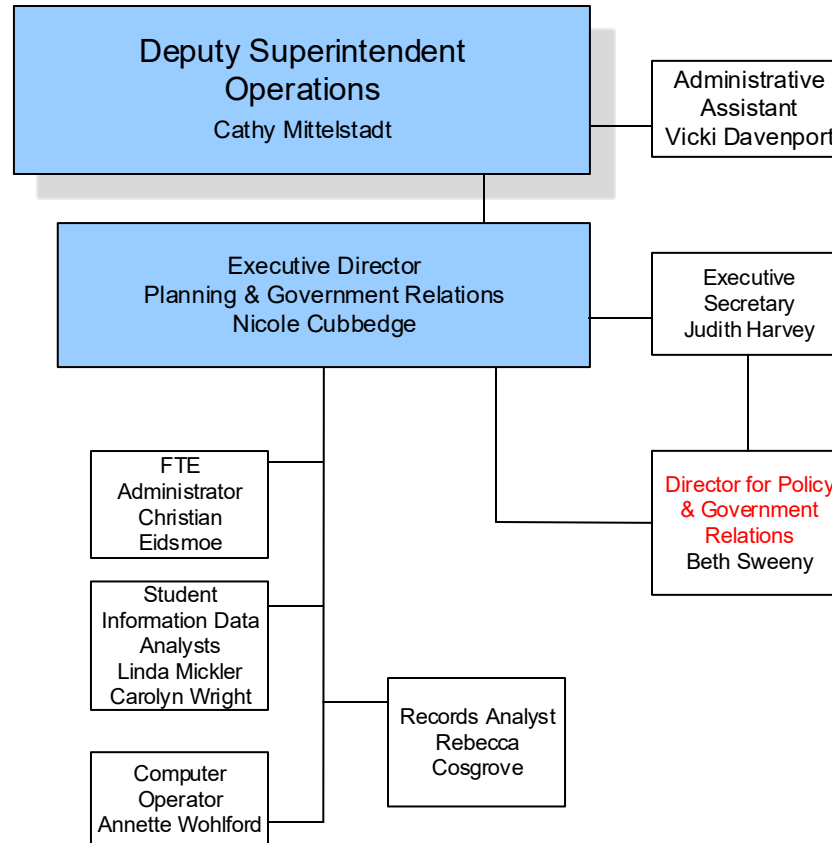 Deputy Superintendent
Operations
Cathy Mittelstadt
Administrative
Assistant
Vicki Davenport
Executive Director
Planning & Government Relations
Nicole Cubbedge
Executive
Secretary
Judith Harvey
FTE
Administrator
Christian
Eidsmoe
Director for Policy
& Government
Relations
Beth Sweeny
Student
Information Data
Analysts
Linda Mickler
Carolyn Wright
Records Analyst
Rebecca
Cosgrove
Computer
Operator
Annette Wohlford